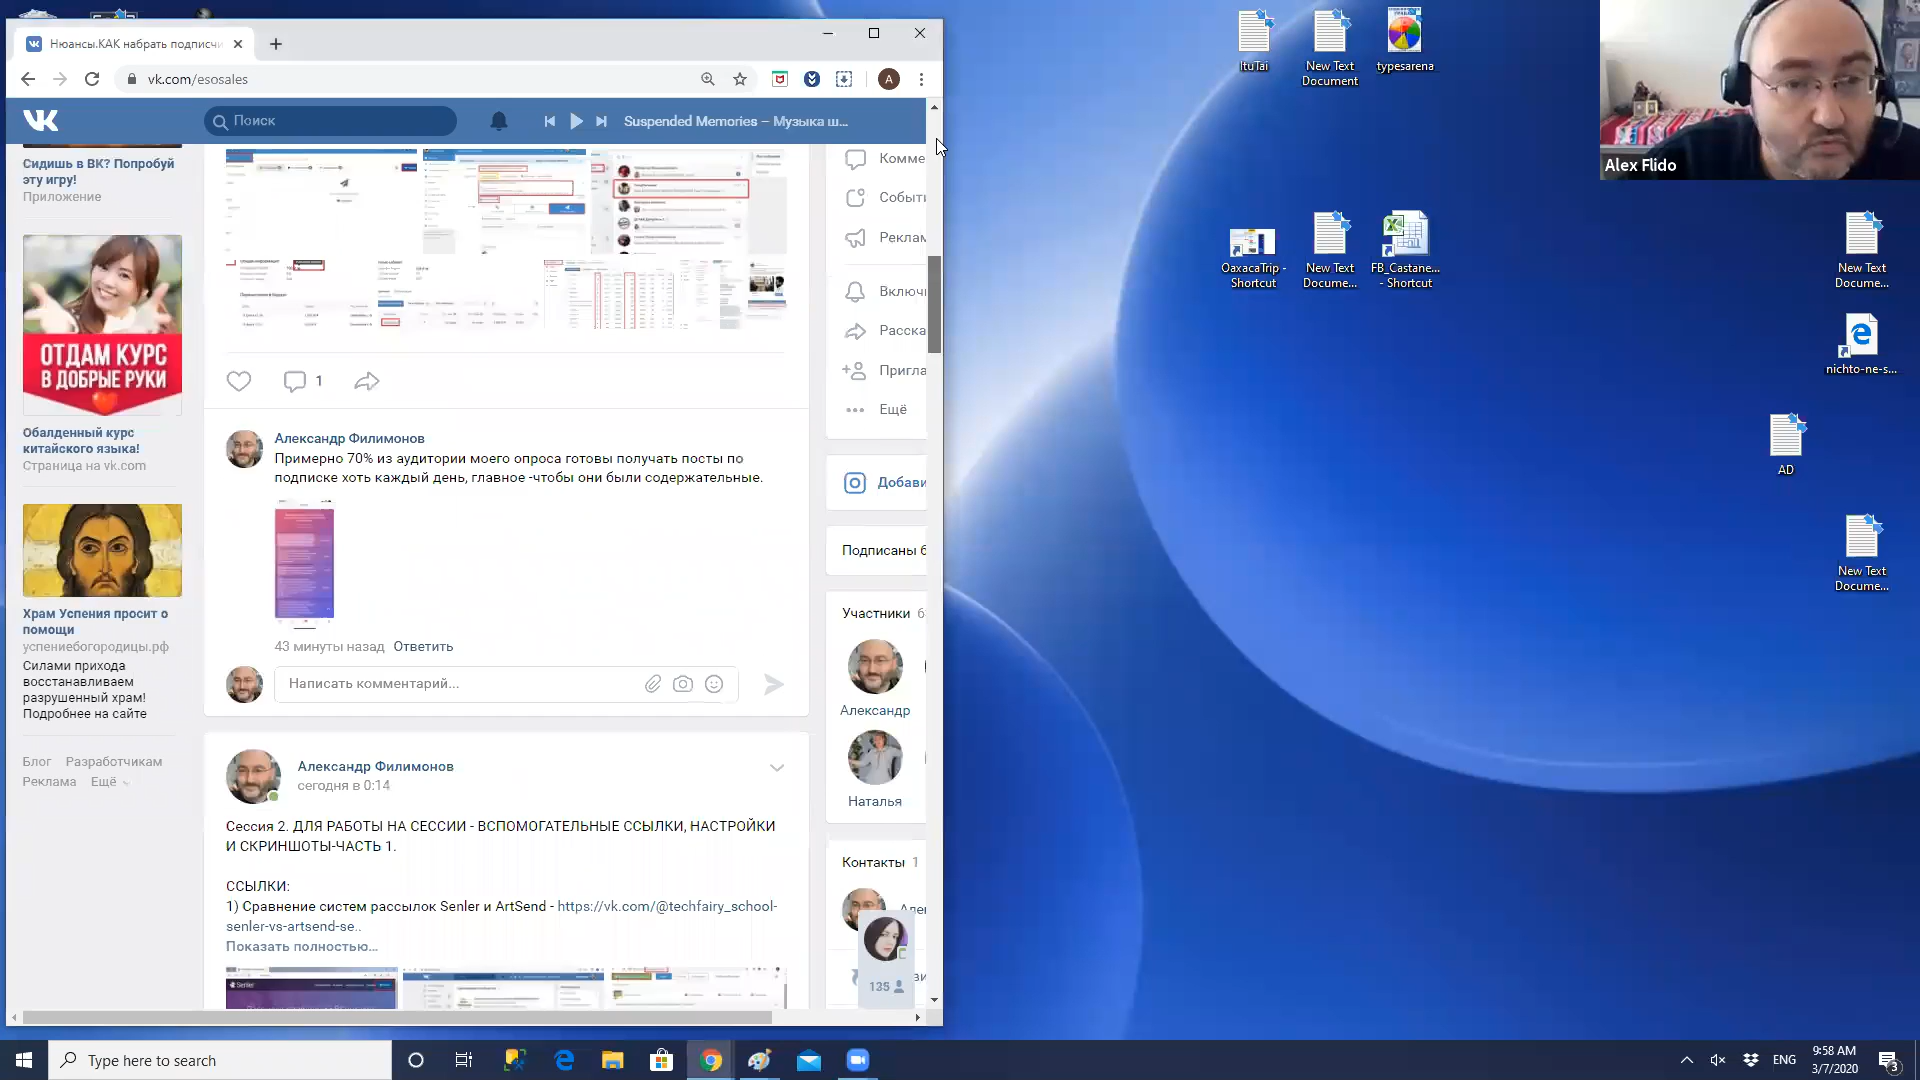 Нюансы.КАК набрать подписчи
vk.com/esosales
A
Поиск
Suspended Memories – Музыка ш...
Сидишь в ВК? Попробуй
эту игру!
Приложение
ОТДАМ КУРС
В ДОБРЫЕ РУКИ
Обалденный курс
китайского языка!
Страница на vk.com
Храм Успения просит о
помощи
успениебогородицы.рф
Силами прихода
восстанавливаем
разрушенный храм!
Подробнее на сайте
Блог Разработчикам
Реклама Ещё
1
Александр Филимонов
Примерно 70% из аудитории моего опроса готовы получать посты по
подписке хоть каждый день, главное -чтобы они были содержательные.
43 минуты назад Ответить
Написать комментарий...
Александр Филимонов
сегодня в 0:14
Сессия 2. ДЛЯ РАБОТЫ НА СЕССИИ - ВСПОМОГАТЕЛЬНЫЕ ССЫЛКИ, НАСТРОЙКИ
И СКРИНШОТЫ-ЧАСТЬ 1.
ССЫЛКИ:
1) Сравнение систем рассылок Senler и ArtSend - https://vk.com/@techfairy_school-
senler-vs-artsend-se..
Показать полностью...
Senler
Комме
Событи
Реклам
Включи
Расска
Пригла
Ещё
Добави
Подписаны б
Участники 6
Александр
Наталья
Контакты 1
Алек
135
ItuTai
New Text
Document
typesarena
OaxacaTrip -
Shortcut
New Text
Docume...
FB_Castane...
- Shortcut
New Text
Docume...
nichto-ne-s...
AD
New Text
Docume...
Alex Flido
Type here to search
ENG
9:58 AM
3/7/2020
3